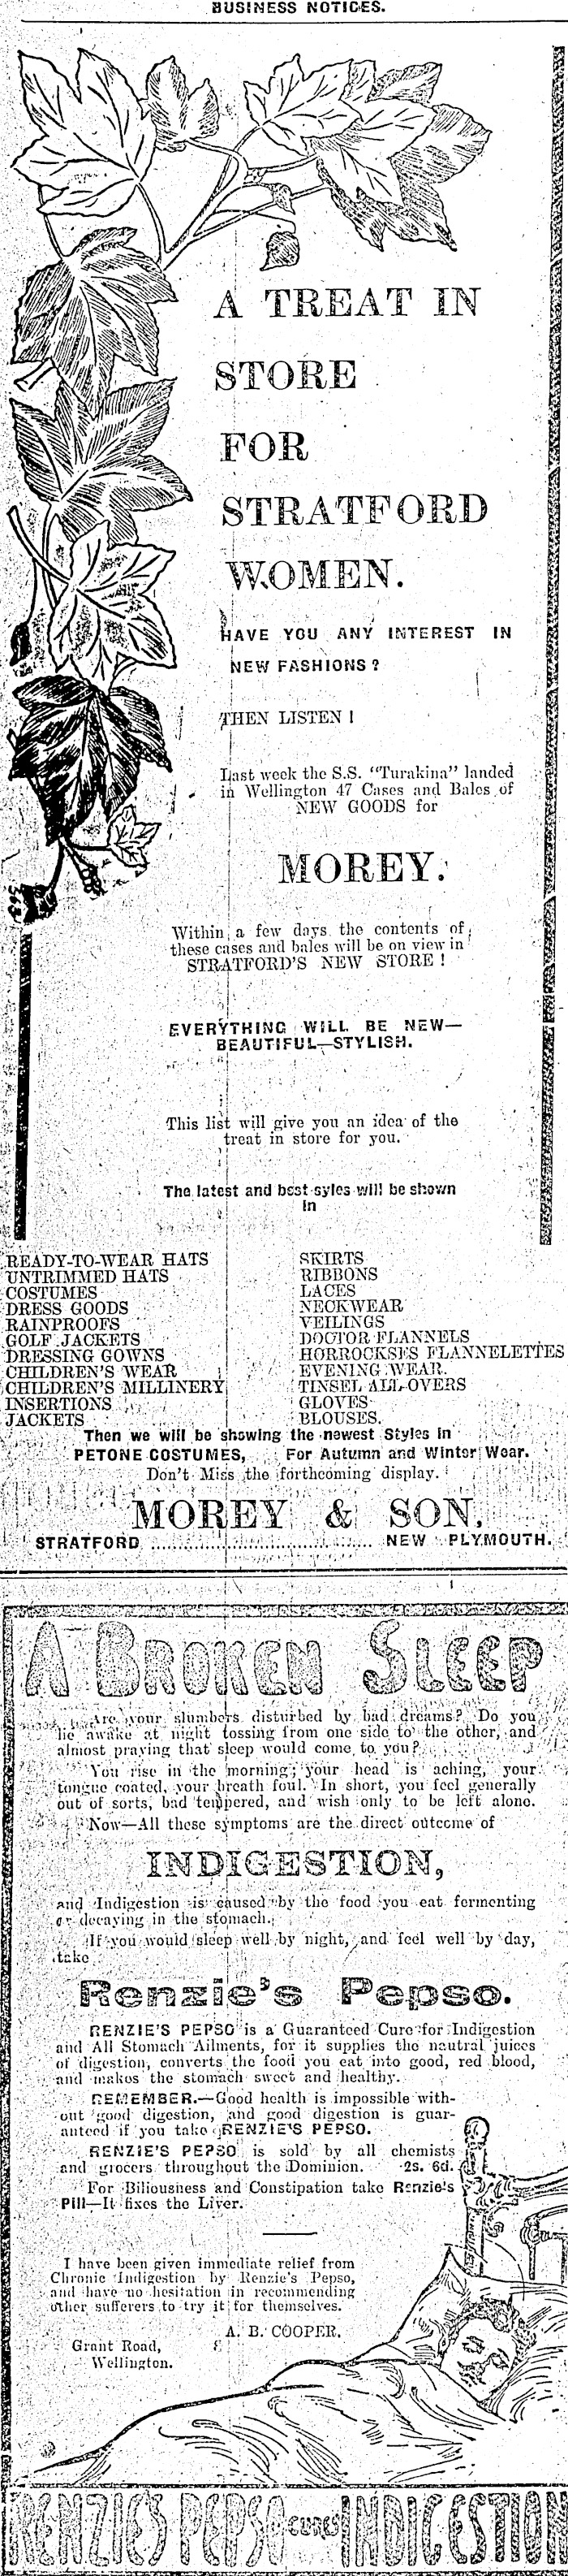 BUSINESS NOTICES.
A TREAT IN
STORE
FOR
STRATFORD
WOMEN.
HAVE YOU ANY INTEREST IN
NEW FASHIONS?
THEN LISTEN!
Last week the S.S. "Turakina" landed
in Wellington 47 Cases and Bales of
NEW GOODS for
MOREY.
Within a few days the contents of
these cases and bales will be on view in
STRATFORD'S NEW STORE!
EVERYTHING WILL BE NEW—
BEAUTIFUL—STYLISH.
This list will give you an idea of the
treat in store for you.
The latest and best syles will be shown
in
READY-TO-WEAR HATS
UNTRIMMED HATS
COSTUMES
DRESS GOODS
RAINPROOFS
GOLF JACKETS
DRESSING GOWNS
CHILDREN'S WEAR
CHILDREN'S MILLINERY
INSERTIONS
JACKETS
SKIRTS
RIBBONS
LACES
NECKWEAR
VEILINGS
DOCTOR FLANNELS
HORROCKSES FLANNELETTES
EVENING WEAR.
TINSEL ALL-OVERS
GLOVES
BLOUSES.
Then we will be showing the newest Styles in
PETONE COSTUMES, For Autumn and Winter Wear.
Don't Miss the forthcoming display.
MOREY & SON,
STRATFORD ........................................ NEW PLYMOUTH.
A BROKEN SLEEP
Are your slumbers disturbed by bad dreams? Do you
lie awake at night tossing from one side to the other, and
almost praying that sleep would come to you?
You rise in the morning; your head is aching, your
tongue coated, your breath foul. In short, you feel generally
out of sorts, bad tempered, and wish only to be left alone.
Now—All these symptoms are the direct outcome of
INDIGESTION,
and Indigestion is caused by the food you eat fermenting
or decaying in the stomach.
If you would sleep well by night, and feel well by day,
take
Renzie's Pepso.
RENZIE'S PEPSO is a Guaranteed Cure for Indigestion
and All Stomach Ailments, for it supplies the nautral juices
of digestion, converts the food you eat into good, red blood,
and makes the stomach sweet and healthy.
REMEMBER.—Good health is impossible with-
out good digestion, and good digestion is guar-
anteed if you take RENZIE'S PEPSO.
RENZIE'S PEPSO is sold by all chemists
and grocers throughout the Dominion. 2s. 6d.
For Biliousness and Constipation take Renzie's
Pill—It fixes the Liver.
I have been given immediate relief from
Chronic Indigestion by Renzie's Pepso,
and have no hesitation in recommending
other sufferers to try it for themselves.
A. B. COOPER.
Grant Road,
Wellington.
RENZIE'S PEPSO CURES INDIGESTION